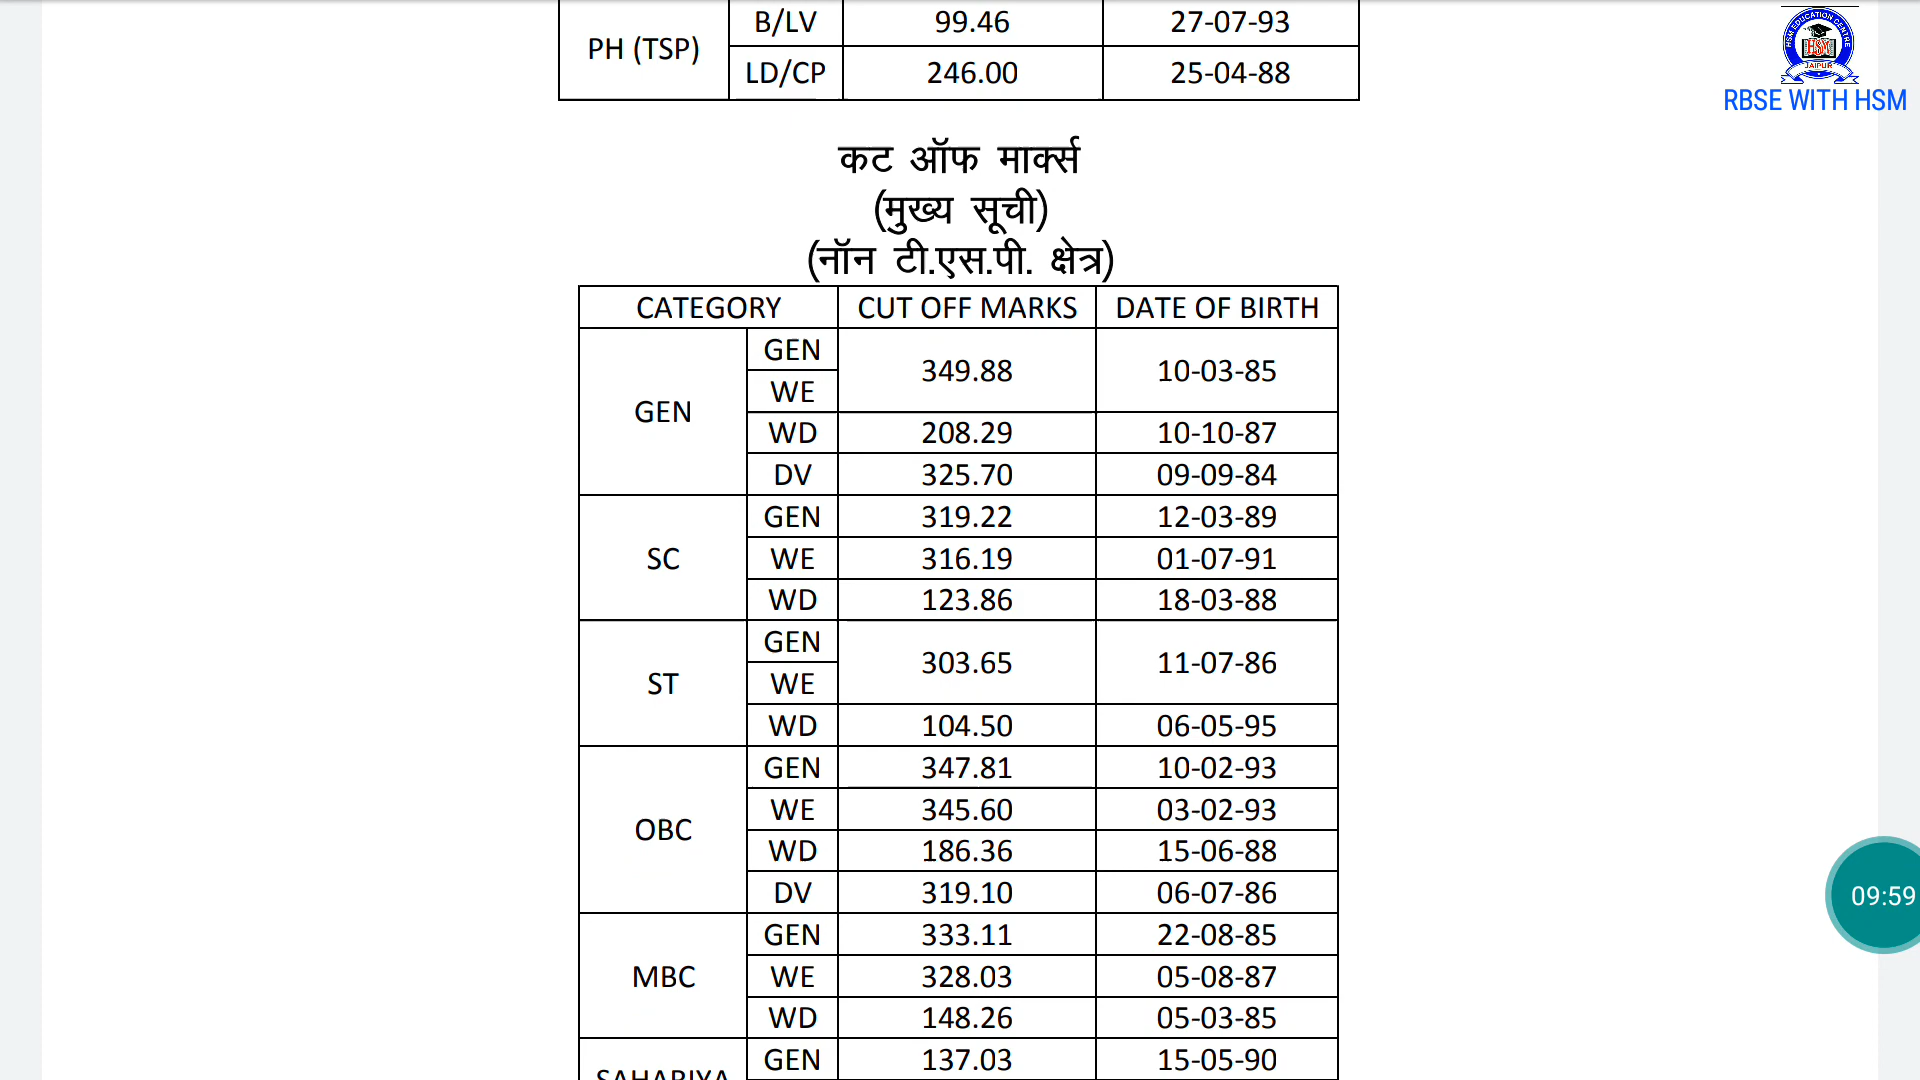 PH (TSP) B/LV 99.46 27-07-93
LD/CP 246.00 25-04-88
HSM EDUCATION CENTRE
HSM
JAIPUR
RBSE WITH HSM
कट ऑफ मार्क्स
(मुख्य सूची)
(नॉन टी.एस.पी. क्षेत्र)
CATEGORY CUT OFF MARKS DATE OF BIRTH
GEN GEN 349.88 10-03-85
WE
WD 208.29 10-10-87
DV 325.70 09-09-84
SC GEN 319.22 12-03-89
WE 316.19 01-07-91
WD 123.86 18-03-88
ST GEN 303.65 11-07-86
WE
WD 104.50 06-05-95
OBC GEN 347.81 10-02-93
WE 345.60 03-02-93
WD 186.36 15-06-88
DV 319.10 06-07-86
09:59
MBC GEN 333.11 22-08-85
WE 328.03 05-08-87
WD 148.26 05-03-85
SAHARIYA GEN 137.03 15-05-90